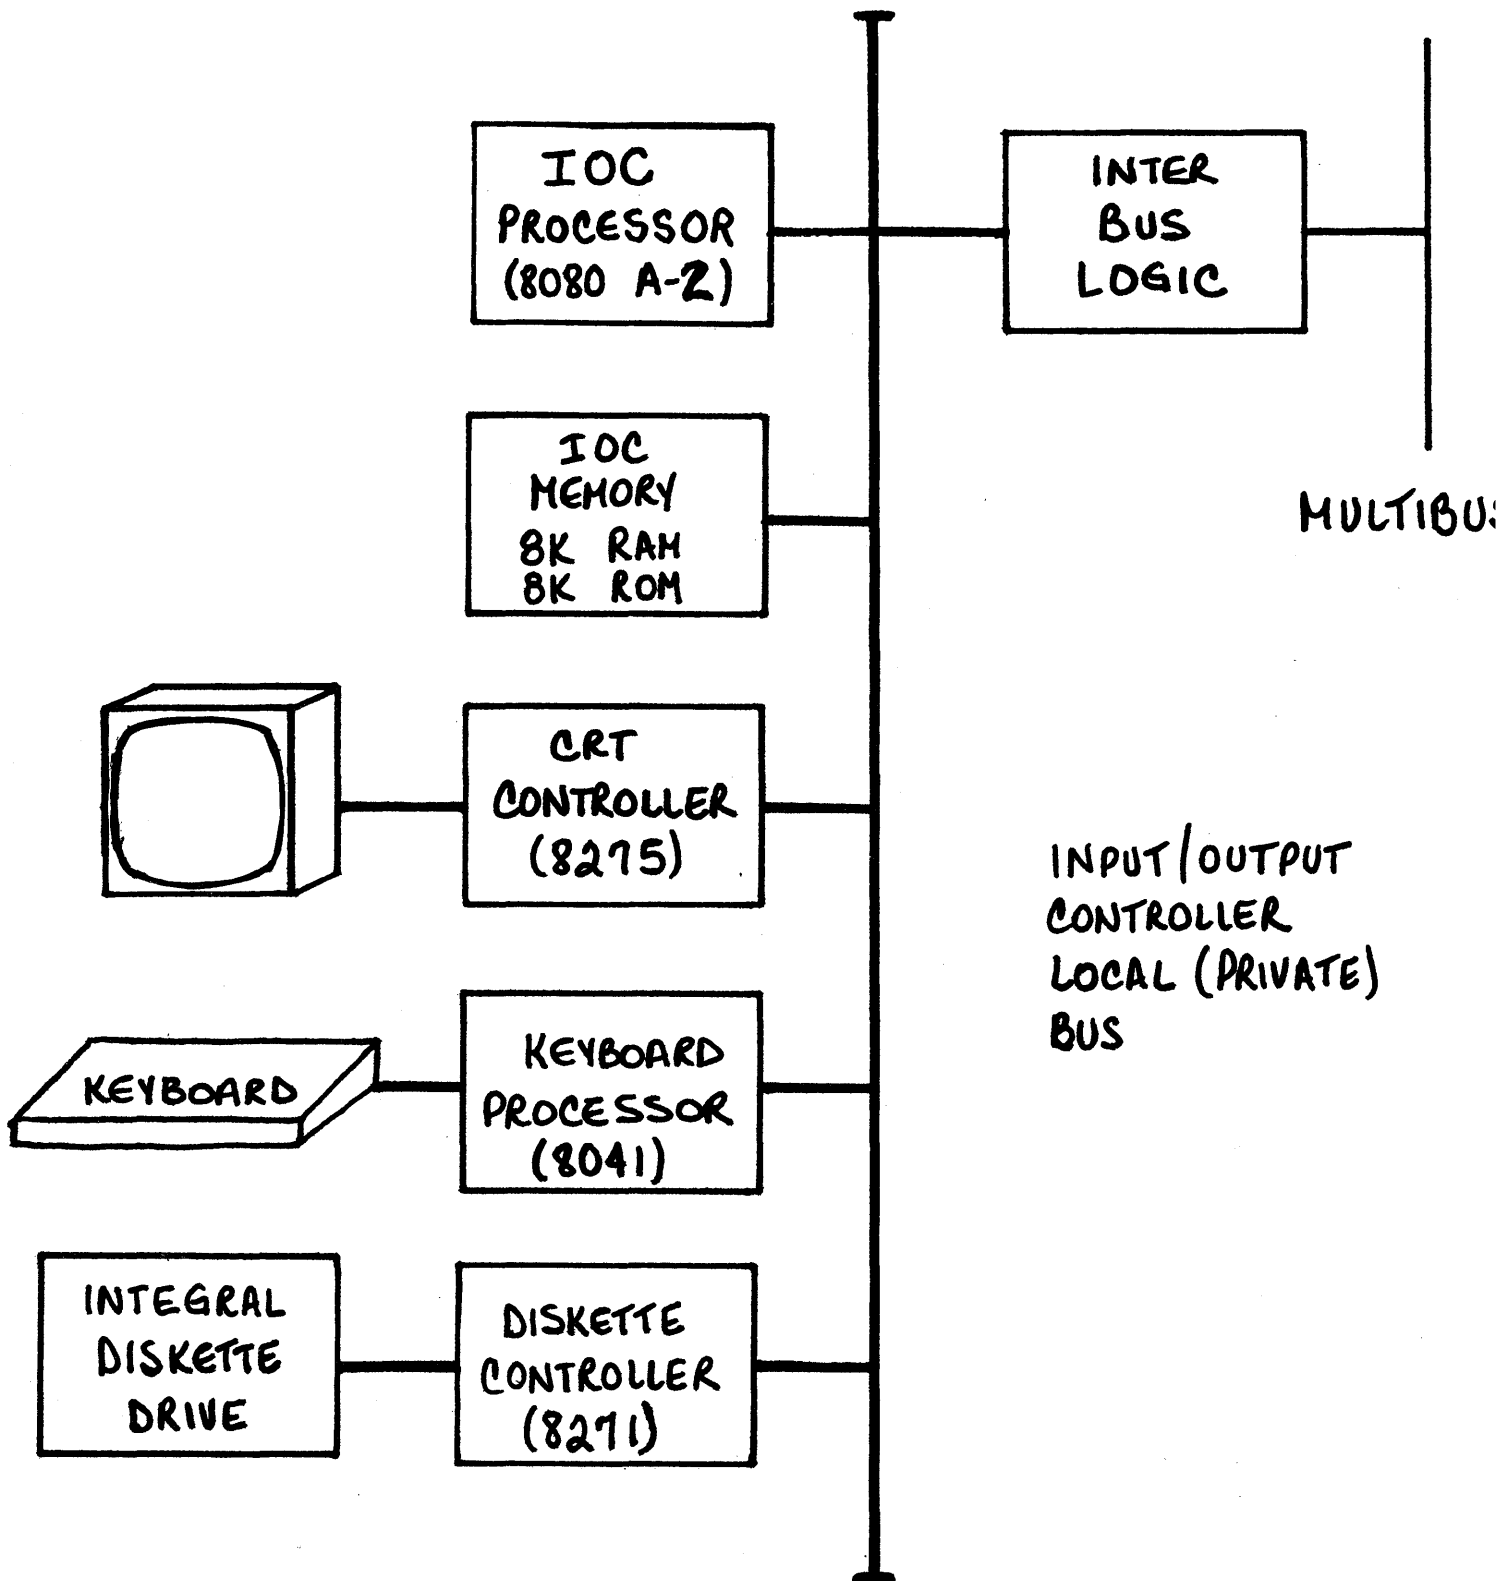 IOC
PROCESSOR
(8080 A-2)
INTER
BUS
LOGIC
IOC
MEMORY
8K RAM
8K ROM
MULTIBUS
CRT
CONTROLLER
(8275)
INPUT/OUTPUT
CONTROLLER
LOCAL (PRIVATE)
BUS
KEYBOARD
KEYBOARD
PROCESSOR
(8041)
INTEGRAL
DISKETTE
DRIVE
DISKETTE
CONTROLLER
(8271)